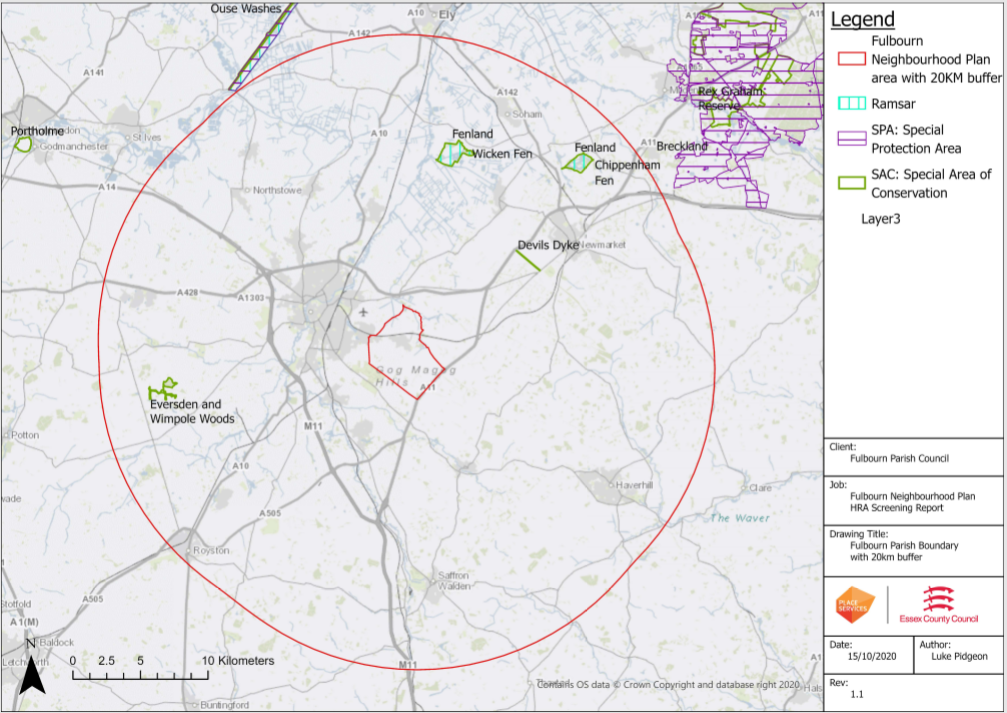 Ouse Washes
A10
Ely
A142
A141
A142
Soham
A10
Portholme
St Ives
Godmanchester
Fenland
Wicken Fen
Fenland
Chippenham
Fen
A11
Breckland
Rex Graham
Reserve
A11
A14
Northstowe
Devils Dyke
Newmarket
A428
A1303
Gog Magog
Hills
A11
Eversden and
Wimpole Woods
Potton
M11
A10
Haverhill
Clare
The Waver
A505
Royston
Saffron
Walden
A505
A1(M)
N
Baldock
Letchworth
0 2.5 5 10 Kilometers
M11
Buntingford
Contains OS data © Crown Copyright and database right 2020
Legend
Fulbourn
Neighbourhood Plan
area with 20KM buffer
Ramsar
SPA: Special
Protection Area
SAC: Special Area of
Conservation
Layer3
Client:
Fulbourn Parish Council
Job:
Fulbourn Neighbourhood Plan
HRA Screening Report
Drawing Title:
Fulbourn Parish Boundary
with 20km buffer
PLACE
SERVICES
Essex County Council
Date:
15/10/2020
Author:
Luke Pidgeon
Rev:
1.1